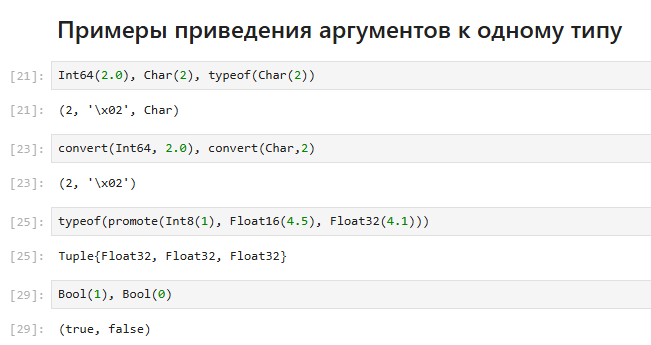 Примеры приведения аргументов к одному типу
[21]: Int64(2.0), Char(2), typeof(Char(2))
[21]: (2, '\x02', Char)
[23]: convert(Int64, 2.0), convert(Char,2)
[23]: (2, '\x02')
[25]: typeof(promote(Int8(1), Float16(4.5), Float32(4.1)))
[25]: Tuple{Float32, Float32, Float32}
[29]: Bool(1), Bool(0)
[29]: (true, false)